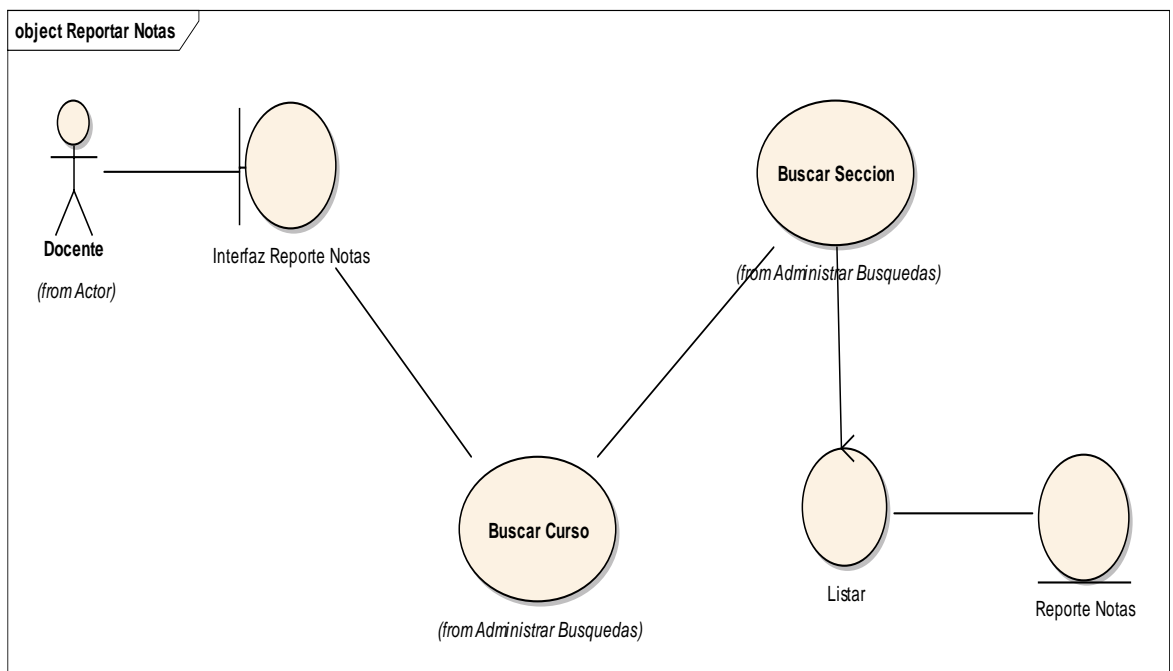 object Reportar Notas
Docente
(from Actor)
Interfaz Reporte Notas
Buscar Seccion
(from Administrar Busquedas)
Buscar Curso
(from Administrar Busquedas)
Listar
Reporte Notas